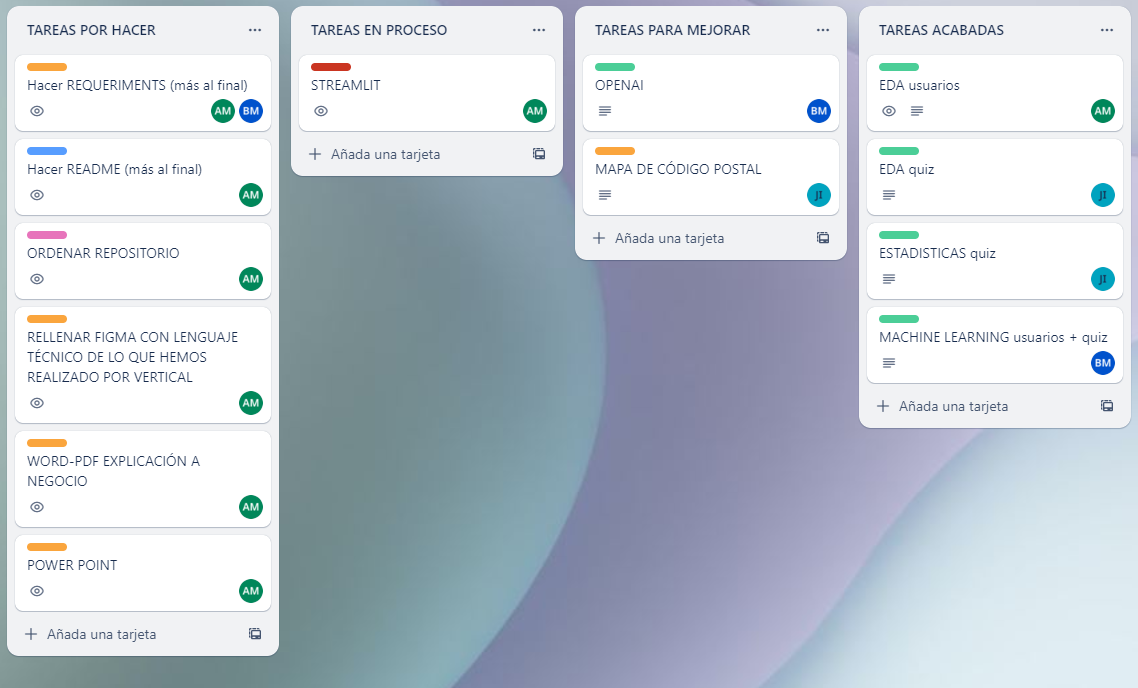 TAREAS POR HACER
Hacer REQUERIMENTS (más al final)
AM BM
Hacer README (más al final)
AM
ORDENAR REPOSITORIO
AM
RELLENAR FIGMA CON LENGUAJE
TÉCNICO DE LO QUE HEMOS
REALIZADO POR VERTICAL
AM
WORD-PDF EXPLICACIÓN A
NEGOCIO
AM
POWER POINT
AM
Añada una tarjeta
TAREAS EN PROCESO
STREAMLIT
AM
Añada una tarjeta
TAREAS PARA MEJORAR
OPENAI
BM
MAPA DE CÓDIGO POSTAL
JI
Añada una tarjeta
TAREAS ACABADAS
EDA usuarios
AM
EDA quiz
JI
ESTADISTICAS quiz
JI
MACHINE LEARNING usuarios + quiz
BM
Añada una tarjeta